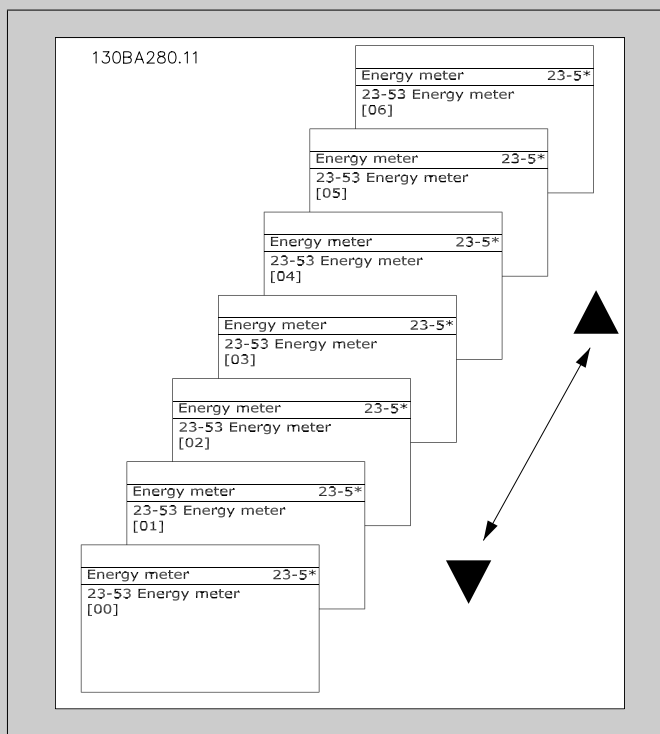 130BA280.11
Energy meter 23-5*
23-53 Energy meter
[06]
Energy meter 23-5*
23-53 Energy meter
[05]
Energy meter 23-5*
23-53 Energy meter
[04]
Energy meter 23-5*
23-53 Energy meter
[03]
Energy meter 23-5*
23-53 Energy meter
[02]
Energy meter 23-5*
23-53 Energy meter
[01]
Energy meter 23-5*
23-53 Energy meter
[00]